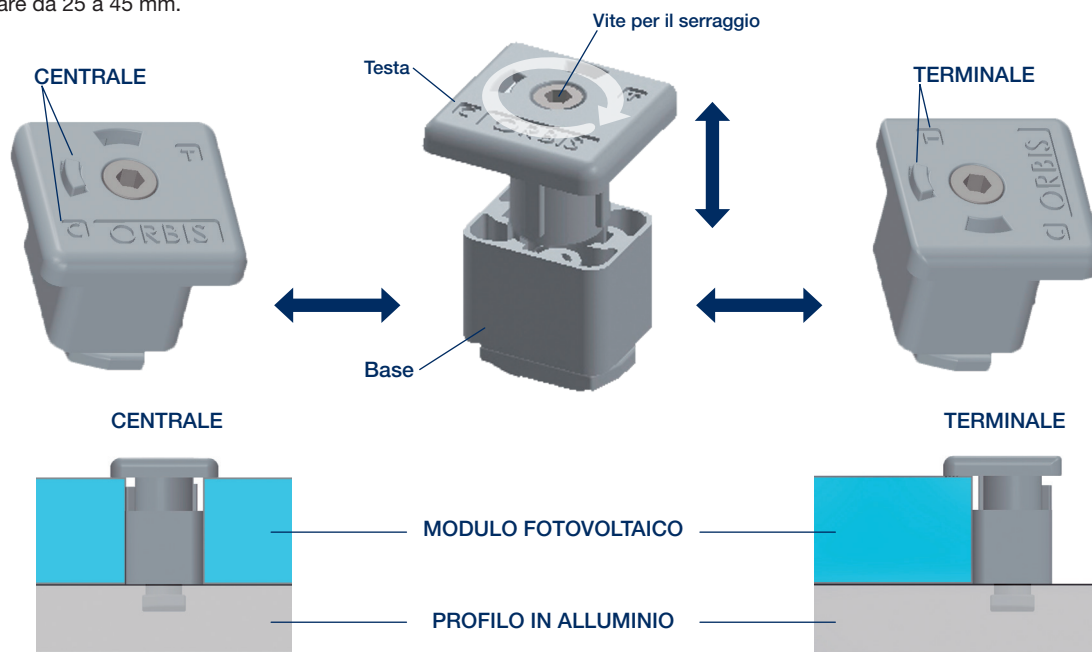 are da 25 a 45 mm.
Vite per il serraggio
CENTRALE
Testa
TERMINALE
T
C ORBIS
C ORBIS T
T
C ORBIS
Base
CENTRALE
TERMINALE
MODULO FOTOVOLTAICO
PROFILO IN ALLUMINIO